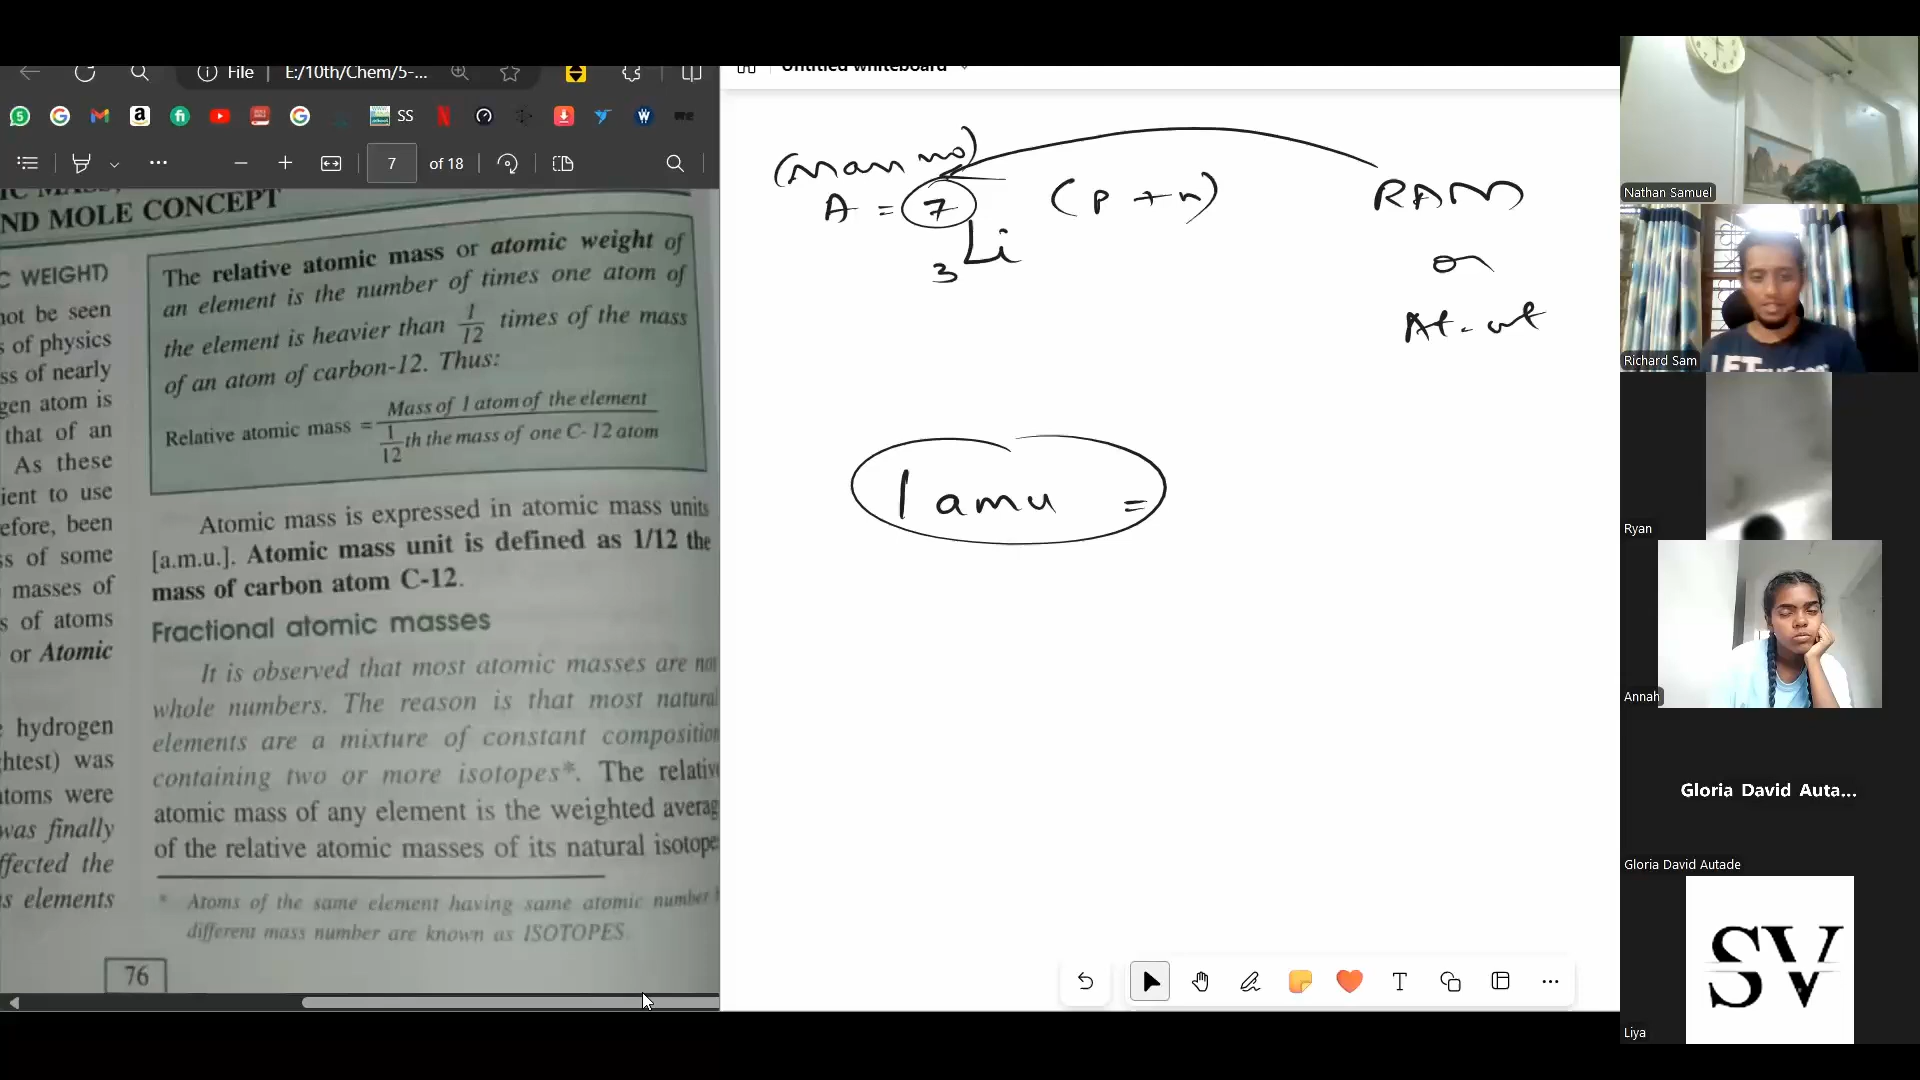 File | E:/10th/Chem/5-...
SS
7 of 18
AND MOLE CONCEPT
C WEIGHT)
not be seen
s of physics
ss of nearly
gen atom is
that of an
As these
ient to use
efore, been
ss of some
masses of
s of atoms
or Atomic
hydrogen
ghtest) was
atoms were
was finally
ffected the
s elements
The relative atomic mass or atomic weight of
an element is the number of times one atom of
the element is heavier than 1/12 times of the mass
of an atom of carbon-12. Thus:
Relative atomic mass = Mass of 1 atom of the element
1/12 th the mass of one C-12 atom
Atomic mass is expressed in atomic mass units
[a.m.u.]. Atomic mass unit is defined as 1/12 the
mass of carbon atom C-12.
Fractional atomic masses
It is observed that most atomic masses are not
whole numbers. The reason is that most natural
elements are a mixture of constant composition
containing two or more isotopes*. The relative
atomic mass of any element is the weighted averag
of the relative atomic masses of its natural isotope
* Atoms of the same element having same atomic number
different mass number are known as ISOTOPES.
76
Untitled whiteboard
(Mass no)
A = 7 (p + n)
3 Li
RAM
or
At. wt
1 amu =
T
Nathan Samuel
Richard Sam
Ryan
Annah
Gloria David Auta...
Gloria David Autade
SV
Liya